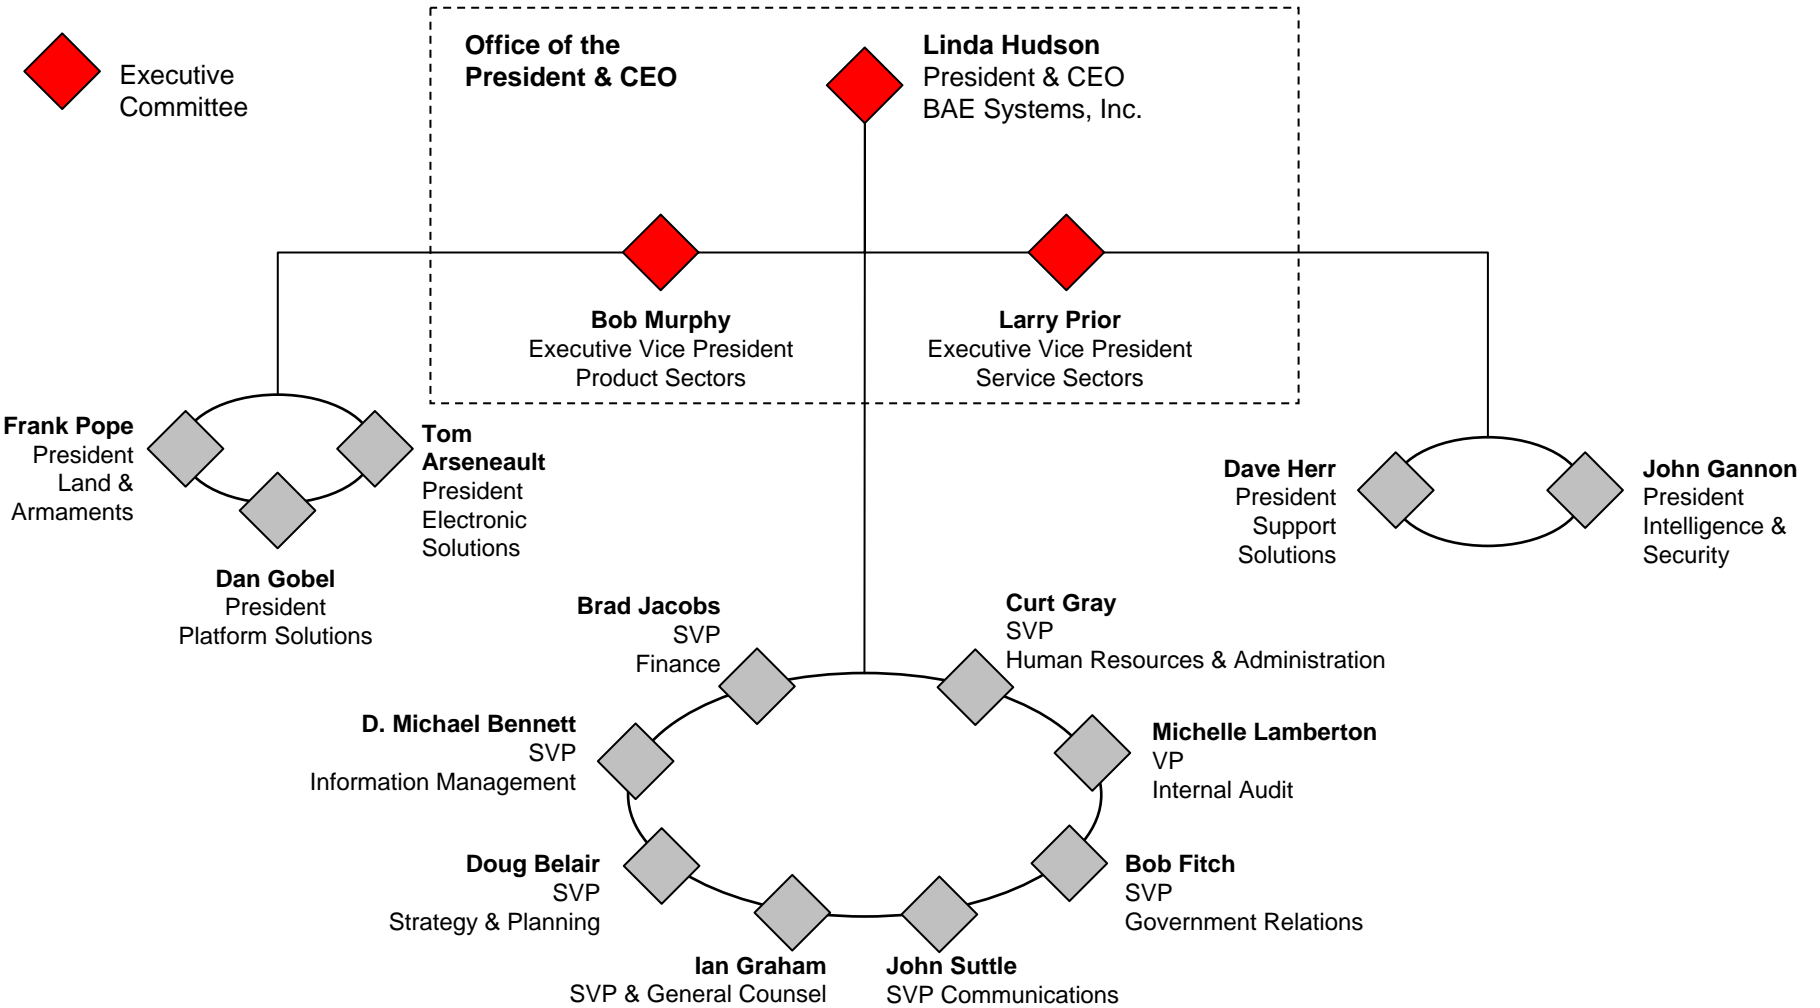 Executive
Committee
Office of the
President & CEO
Linda Hudson
President & CEO
BAE Systems, Inc.
Bob Murphy
Executive Vice President
Product Sectors
Larry Prior
Executive Vice President
Service Sectors
Frank Pope
President
Land &
Armaments
Tom
Arseneault
President
Electronic
Solutions
Dan Gobel
President
Platform Solutions
Dave Herr
President
Support
Solutions
John Gannon
President
Intelligence &
Security
Brad Jacobs
SVP
Finance
Curt Gray
SVP
Human Resources & Administration
D. Michael Bennett
SVP
Information Management
Michelle Lamberton
VP
Internal Audit
Doug Belair
SVP
Strategy & Planning
Bob Fitch
SVP
Government Relations
Ian Graham
SVP & General Counsel
John Suttle
SVP Communications